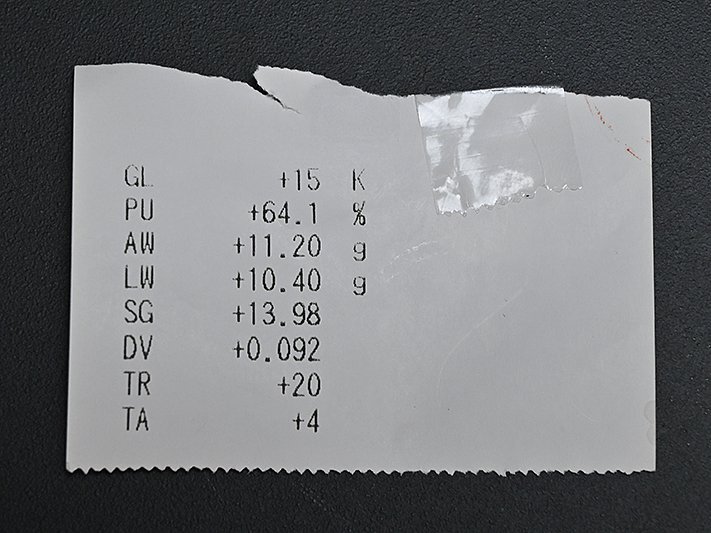 GL +15 K
PU +64.1 %
AW +11.20 g
LW +10.40 g
SG +13.98
DV +0.092
TR +20
TA +4